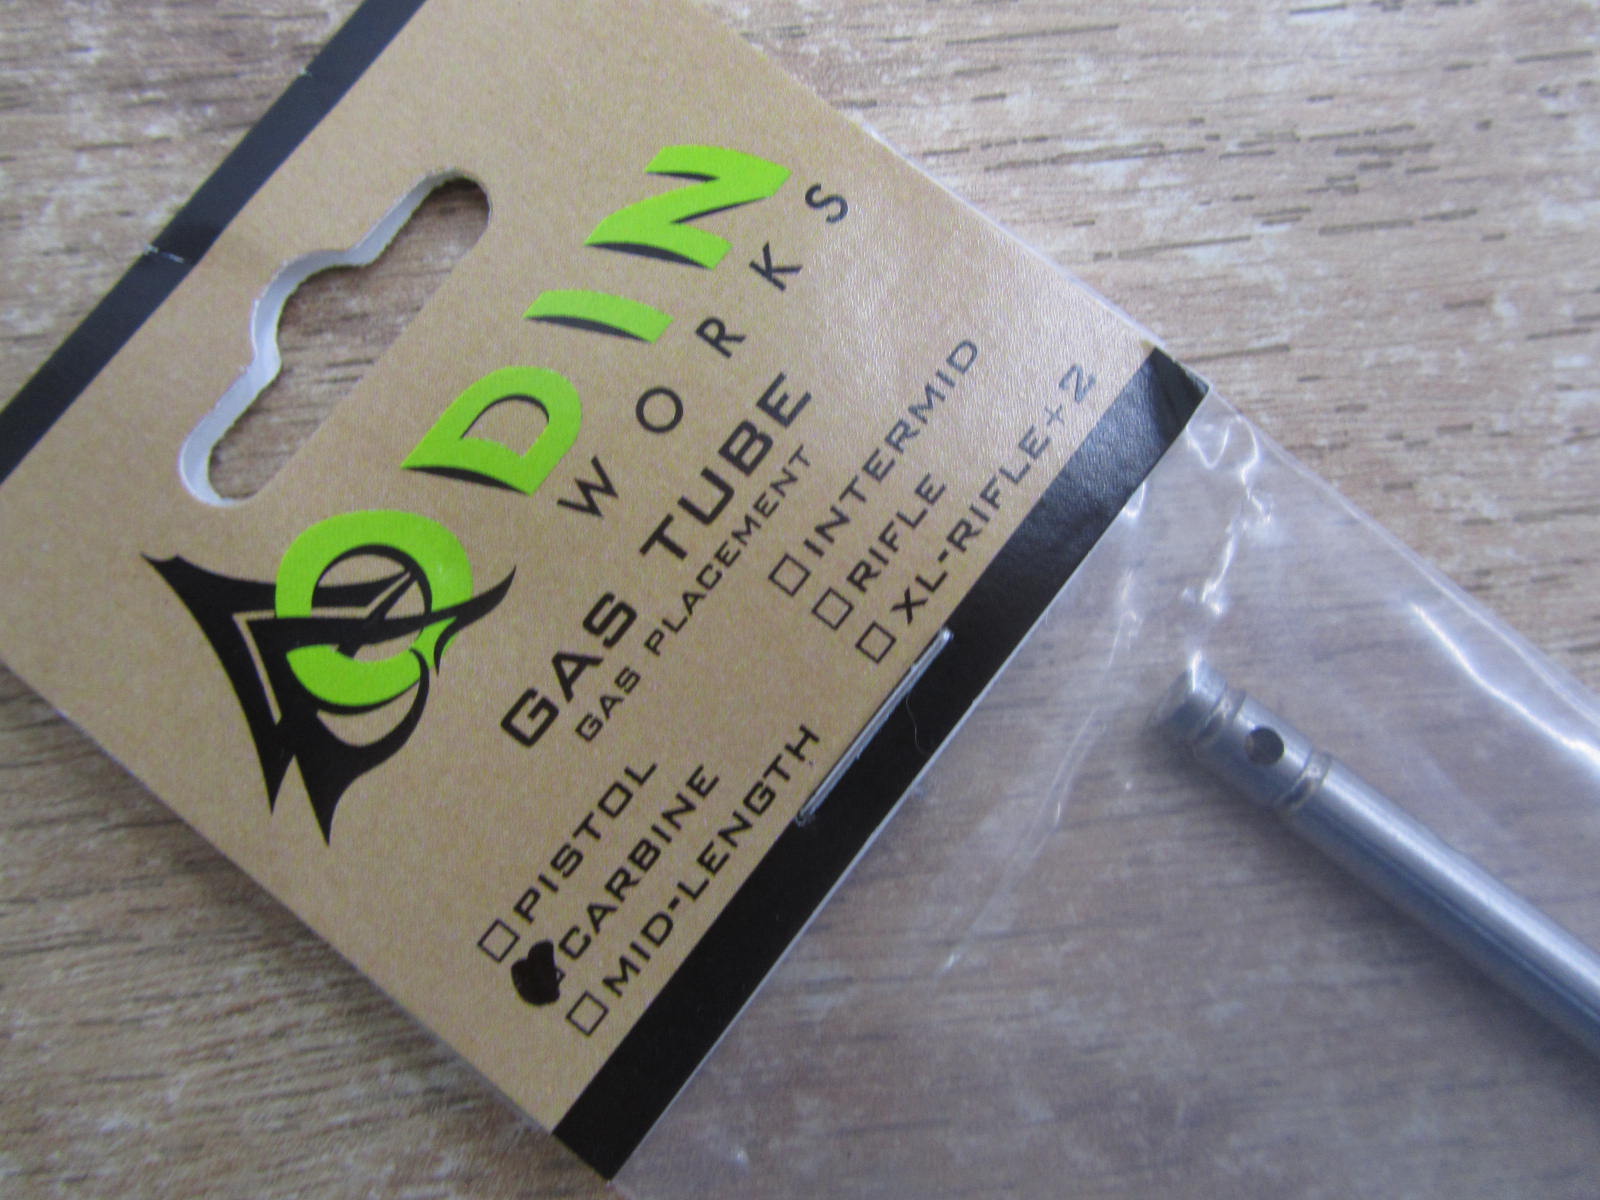 ODIN
WORKS
GAS TUBE
GAS PLACEMENT
PISTOL
CARBINE
MID-LENGTH
INTERMID
RIFLE
XL-RIFLE+2